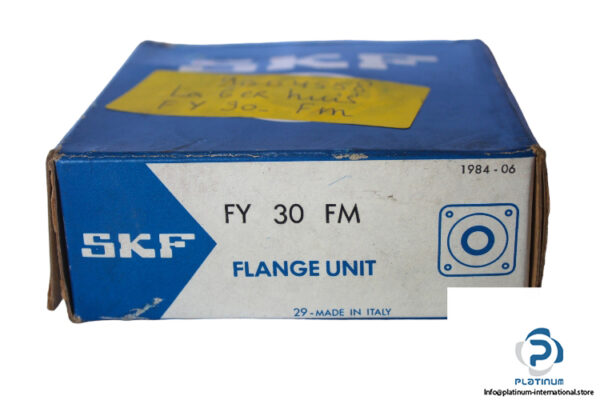 SKF
FY 30 FM
1984 - 06
FY 30 FM
SKF
FLANGE UNIT
29 - MADE IN ITALY
PLATINUM
Info@platinum-international.store